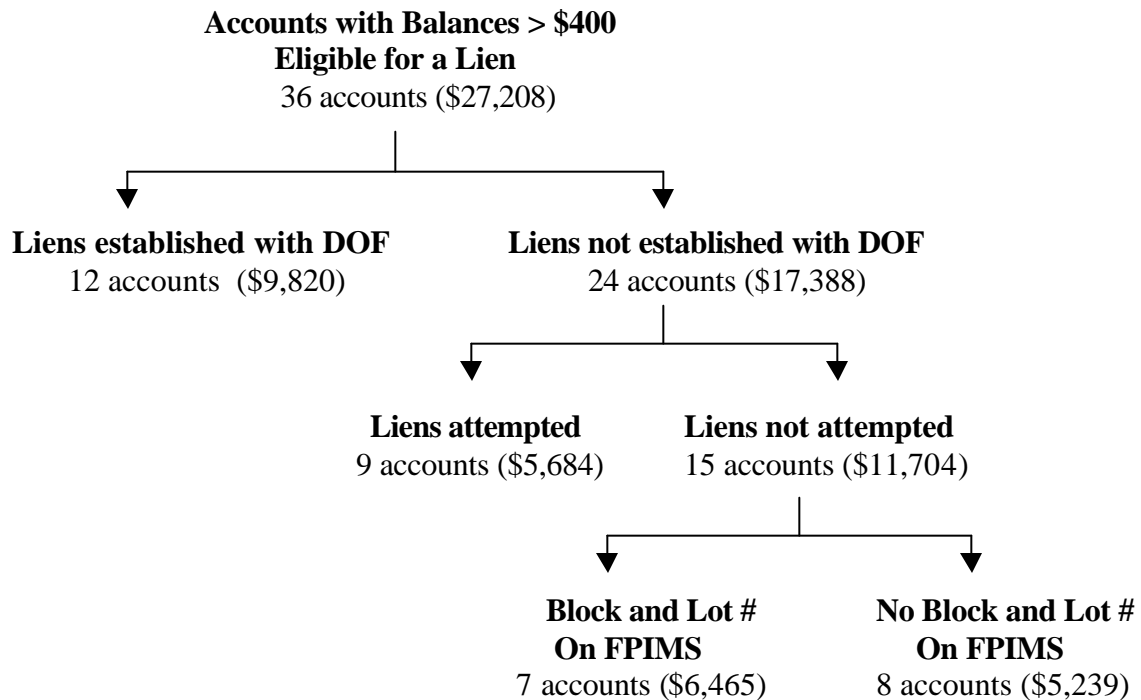 Accounts with Balances > $400
Eligible for a Lien
36 accounts ($27,208)
Liens established with DOF
12 accounts ($9,820)
Liens not established with DOF
24 accounts ($17,388)
Liens attempted
9 accounts ($5,684)
Liens not attempted
15 accounts ($11,704)
Block and Lot #
On FPIMS
7 accounts ($6,465)
No Block and Lot #
On FPIMS
8 accounts ($5,239)